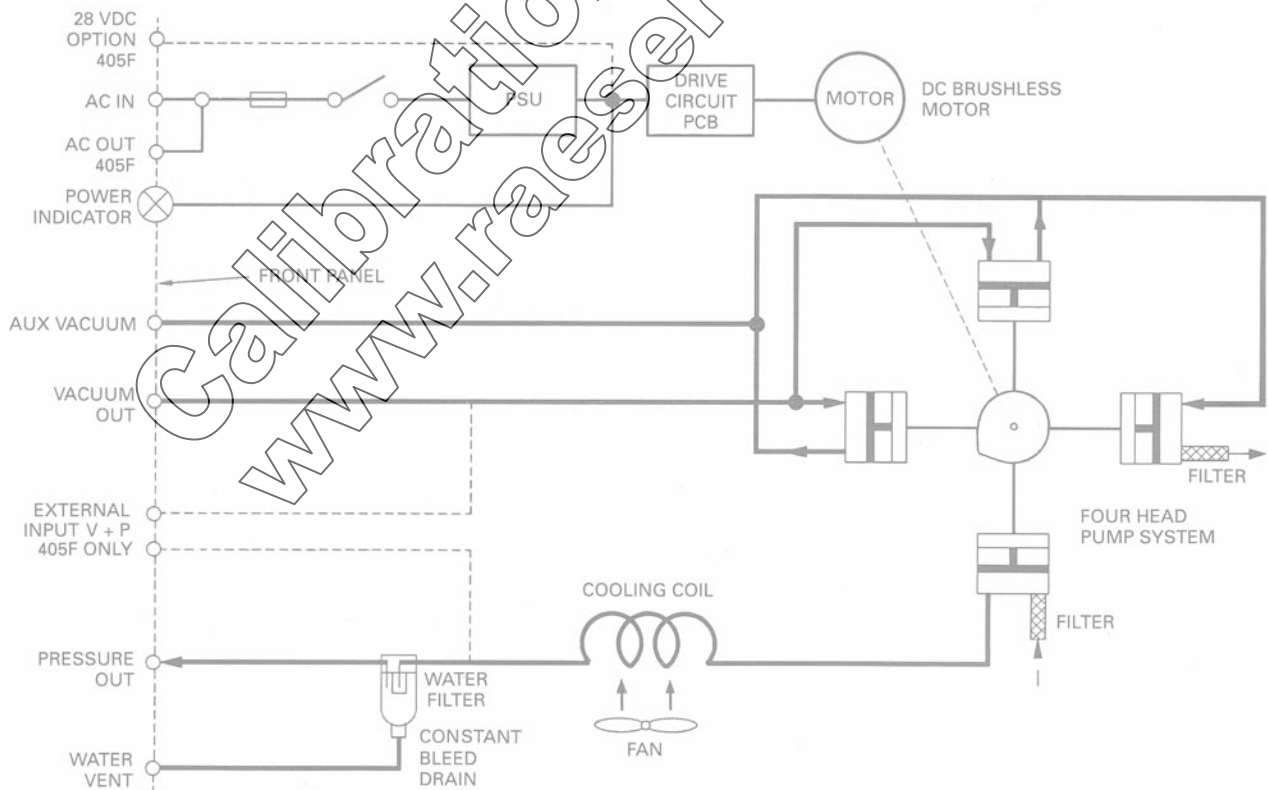 28 VDC
OPTION
405F
AC IN
AC OUT
405F
POWER
INDICATOR
PSU
DRIVE
CIRCUIT
PCB
MOTOR
DC BRUSHLESS
MOTOR
FRONT PANEL
AUX VACUUM
VACUUM
OUT
EXTERNAL
INPUT V + P
405F ONLY
FILTER
FOUR HEAD
PUMP SYSTEM
COOLING COIL
FILTER
PRESSURE
OUT
WATER
FILTER
CONSTANT
BLEED
DRAIN
FAN
WATER
VENT
Calibration
www.raeser